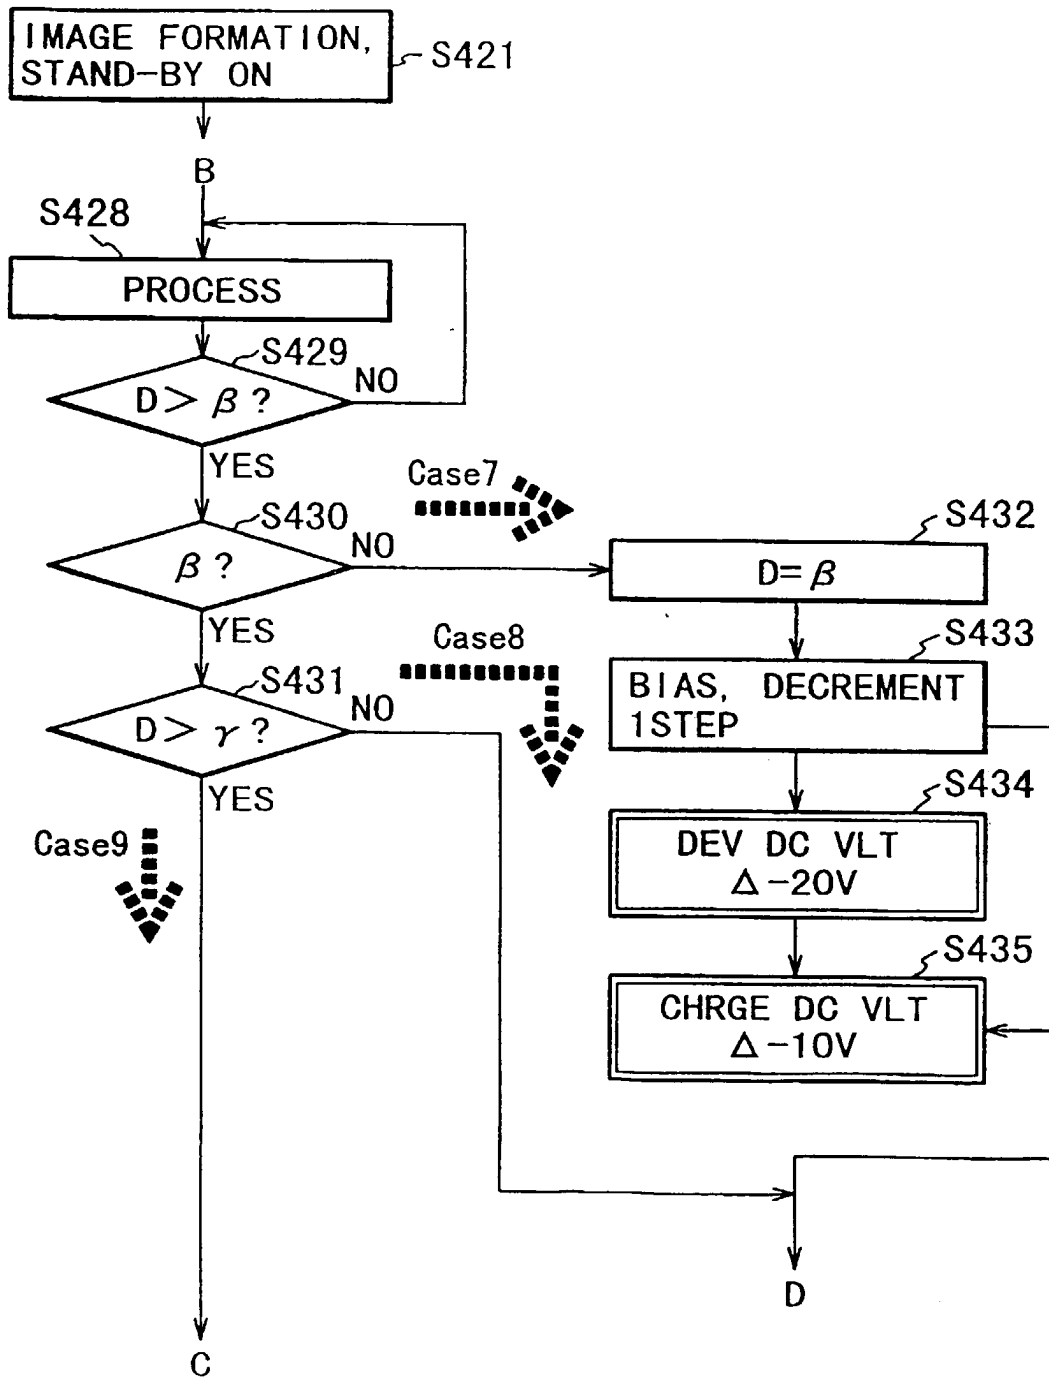 IMAGE FORMATION,
STAND-BY ON
S421
B
S428
PROCESS
S429
D> β?
NO
YES
Case7
S430
β?
NO
YES
S432
D=β
Case8
S433
BIAS, DECREMENT
1STEP
S431
D> γ?
NO
YES
S434
DEV DC VLT
Δ-20V
Case9
S435
CHRGE DC VLT
Δ-10V
D
C